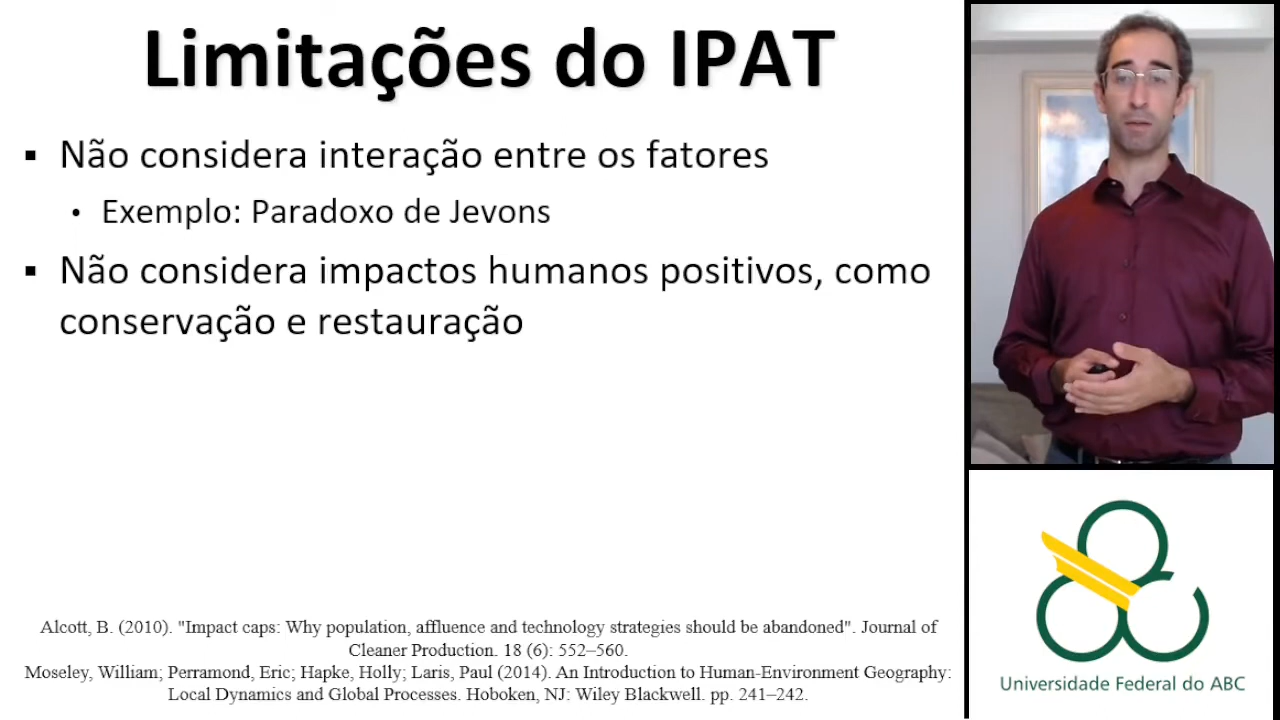 Limitações do IPAT
▪ Não considera interação entre os fatores
• Exemplo: Paradoxo de Jevons
▪ Não considera impactos humanos positivos, como
conservação e restauração
Alcott, B. (2010). "Impact caps: Why population, affluence and technology strategies should be abandoned". Journal of
Cleaner Production. 18 (6): 552–560.
Moseley, William; Perramond, Eric; Hapke, Holly; Laris, Paul (2014). An Introduction to Human-Environment Geography:
Local Dynamics and Global Processes. Hoboken, NJ: Wiley Blackwell. pp. 241–242.
Universidade Federal do ABC